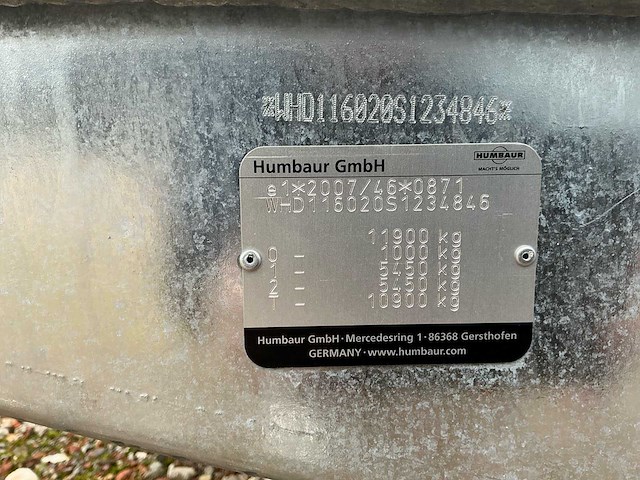 *WHD116020S1234846*
Humbaur GmbH
HUMBAUR
MACHT'S MÖGLICH
e1*2007/46*0871
WHD116020S1234846
11900 kg
0 - 1000 kg
1 - 5450 kg
2 - 5450 kg
T - 10900 kg
Humbaur GmbH · Mercedesring 1 · 86368 Gersthofen
GERMANY · www.humbaur.com